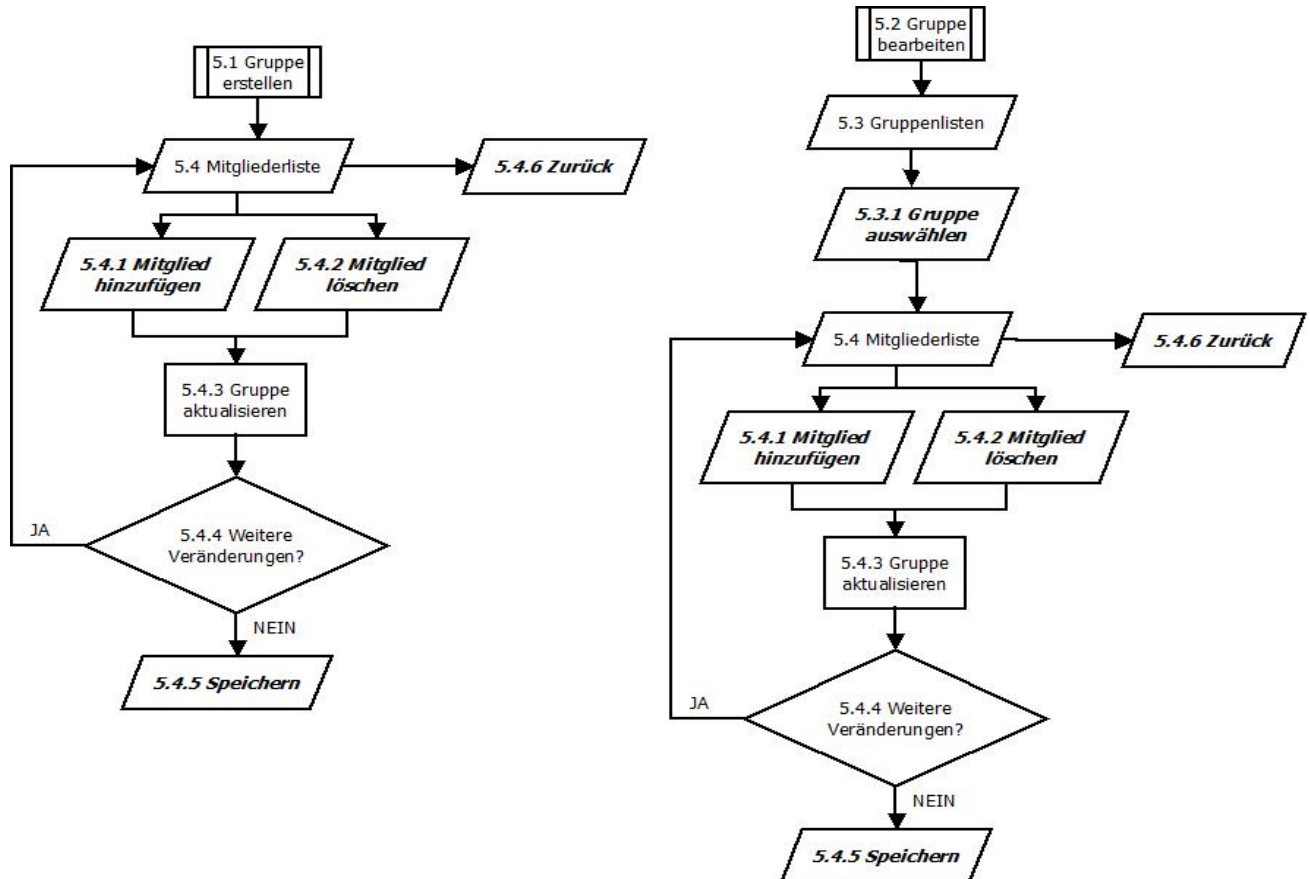 5.1 Gruppe
erstellen
5.4 Mitgliederliste
5.4.6 Zurück
5.4.1 Mitglied
hinzufügen
5.4.2 Mitglied
löschen
5.4.3 Gruppe
aktualisieren
5.4.4 Weitere
Veränderungen?
JA
NEIN
5.4.5 Speichern
5.2 Gruppe
bearbeiten
5.3 Gruppenlisten
5.3.1 Gruppe
auswählen
5.4 Mitgliederliste
5.4.6 Zurück
5.4.1 Mitglied
hinzufügen
5.4.2 Mitglied
löschen
5.4.3 Gruppe
aktualisieren
5.4.4 Weitere
Veränderungen?
JA
NEIN
5.4.5 Speichern